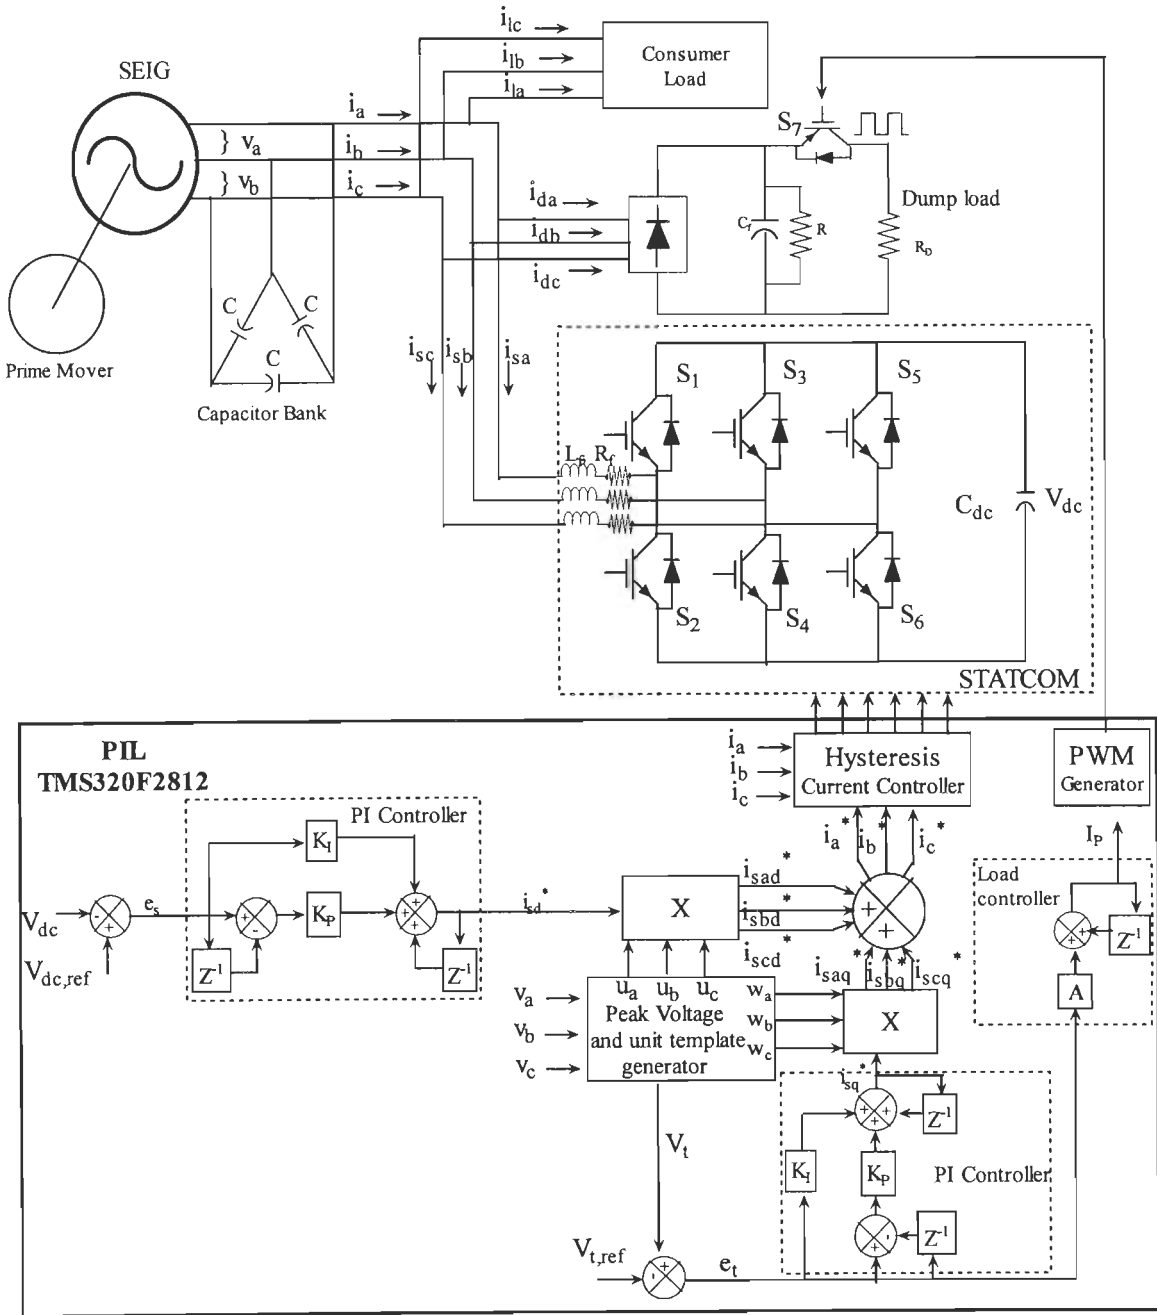 SEIG
i_lc
i_lb
i_la
Consumer
Load
i_a
i_b
i_c
} v_a
} v_b
S_7
i_da
i_db
i_dc
C_f
R
Dump load
R_D
C
C
C
Prime Mover
Capacitor Bank
i_sc
i_sb
i_sa
S_1
S_3
S_5
R_f
C_dc
V_dc
S_2
S_4
S_6
STATCOM
PIL
TMS320F2812
i_a
i_b
i_c
Hysteresis
Current Controller
PWM
Generator
PI Controller
K_I
K_P
Z^-1
Z^-1
V_dc
-
+
e_s
+
-
+
+
+
V_dc,ref
i_sd^*
X
i_sad^*
i_sbd^*
i_scd^*
i_a^*
i_b^*
i_c^*
+
+
I_P
Load
controller
+
+
Z^-1
A
i_saq^*
i_sbq^*
i_scq^*
v_a
v_b
v_c
u_a
u_b
u_c
w_a
w_b
w_c
Peak Voltage
and unit template
generator
X
i_sq^*
+
+
+
Z^-1
K_I
K_P
PI Controller
+
-
Z^-1
V_t
V_t,ref
-
+
e_t